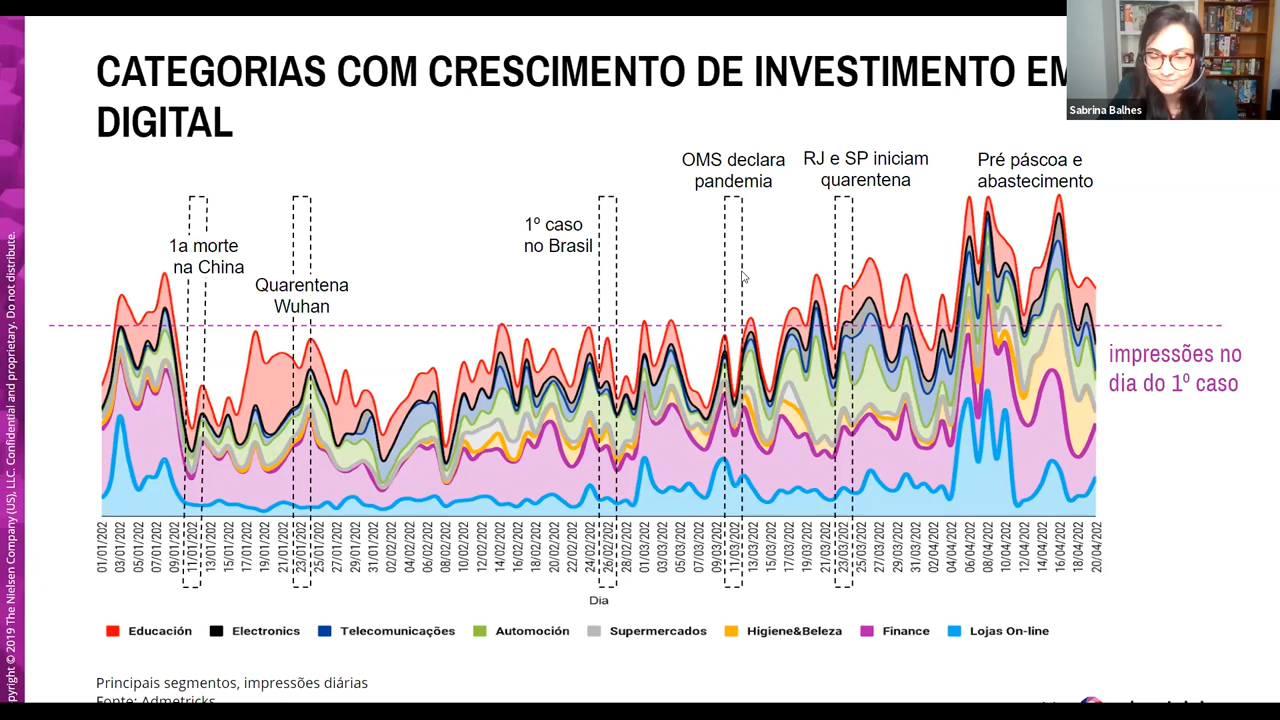 CATEGORIAS COM CRESCIMENTO DE INVESTIMENTO EM
DIGITAL
Sabrina Balhes
OMS declara
pandemia
RJ e SP iniciam
quarentena
Pré páscoa e
abastecimento
1º caso
no Brasil
1a morte
na China
Quarentena
Wuhan
impressões no
dia do 1º caso
01/01/202
03/01/202
05/01/202
07/01/202
09/01/202
11/01/202
13/01/202
15/01/202
17/01/202
19/01/202
21/01/202
23/01/202
25/01/202
27/01/202
29/01/202
31/01/202
02/02/202
04/02/202
06/02/202
08/02/202
10/02/202
12/02/202
14/02/202
16/02/202
18/02/202
20/02/202
22/02/202
24/02/202
26/02/202
28/02/202
01/03/202
03/03/202
05/03/202
07/03/202
09/03/202
11/03/202
13/03/202
15/03/202
17/03/202
19/03/202
21/03/202
23/03/202
25/03/202
27/03/202
29/03/202
31/03/202
02/04/202
04/04/202
06/04/202
08/04/202
10/04/202
12/04/202
14/04/202
16/04/202
18/04/202
20/04/202
Dia
Educación Electronics Telecomunicações Automoción Supermercados Higiene&Beleza Finance Lojas On-line
Principais segmentos, impressões diárias
Fonte: Admetricks
pyright © 2019 The Nielsen Company (US), LLC. Confidential and proprietary. Do not distribute.